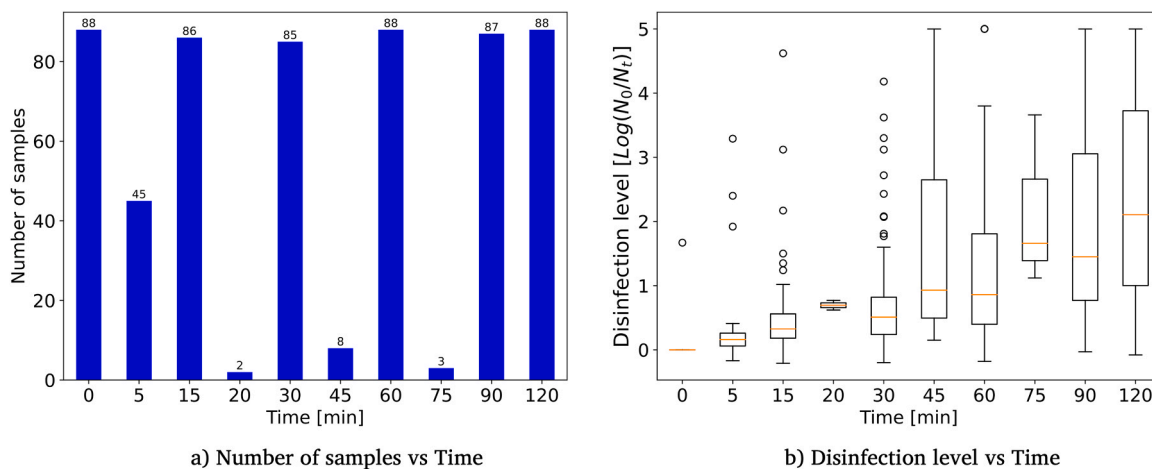 88
45
86
2
85
8
88
3
87
88
80
60
40
20
0
Number of samples
0 5 15 20 30 45 60 75 90 120
Time [min]
a) Number of samples vs Time
5
4
3
2
1
0
Disinfection level [Log(N₀/Nₜ)]
0 5 15 20 30 45 60 75 90 120
Time [min]
b) Disinfection level vs Time